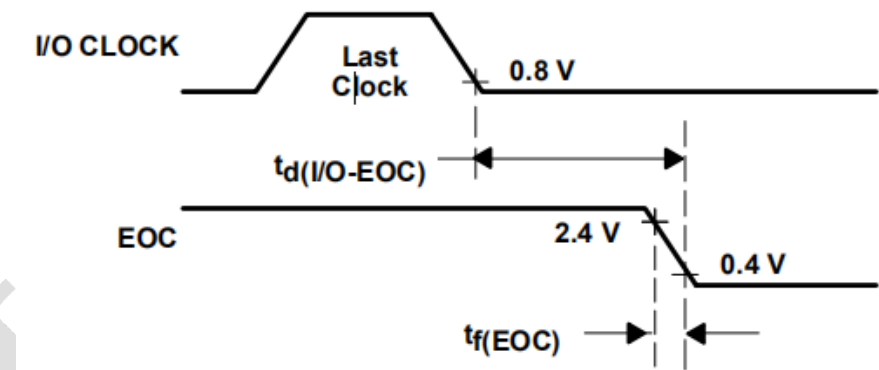 I/O CLOCK
Last
Clock
0.8 V
td(I/O-EOC)
EOC
2.4 V
0.4 V
tf(EOC)